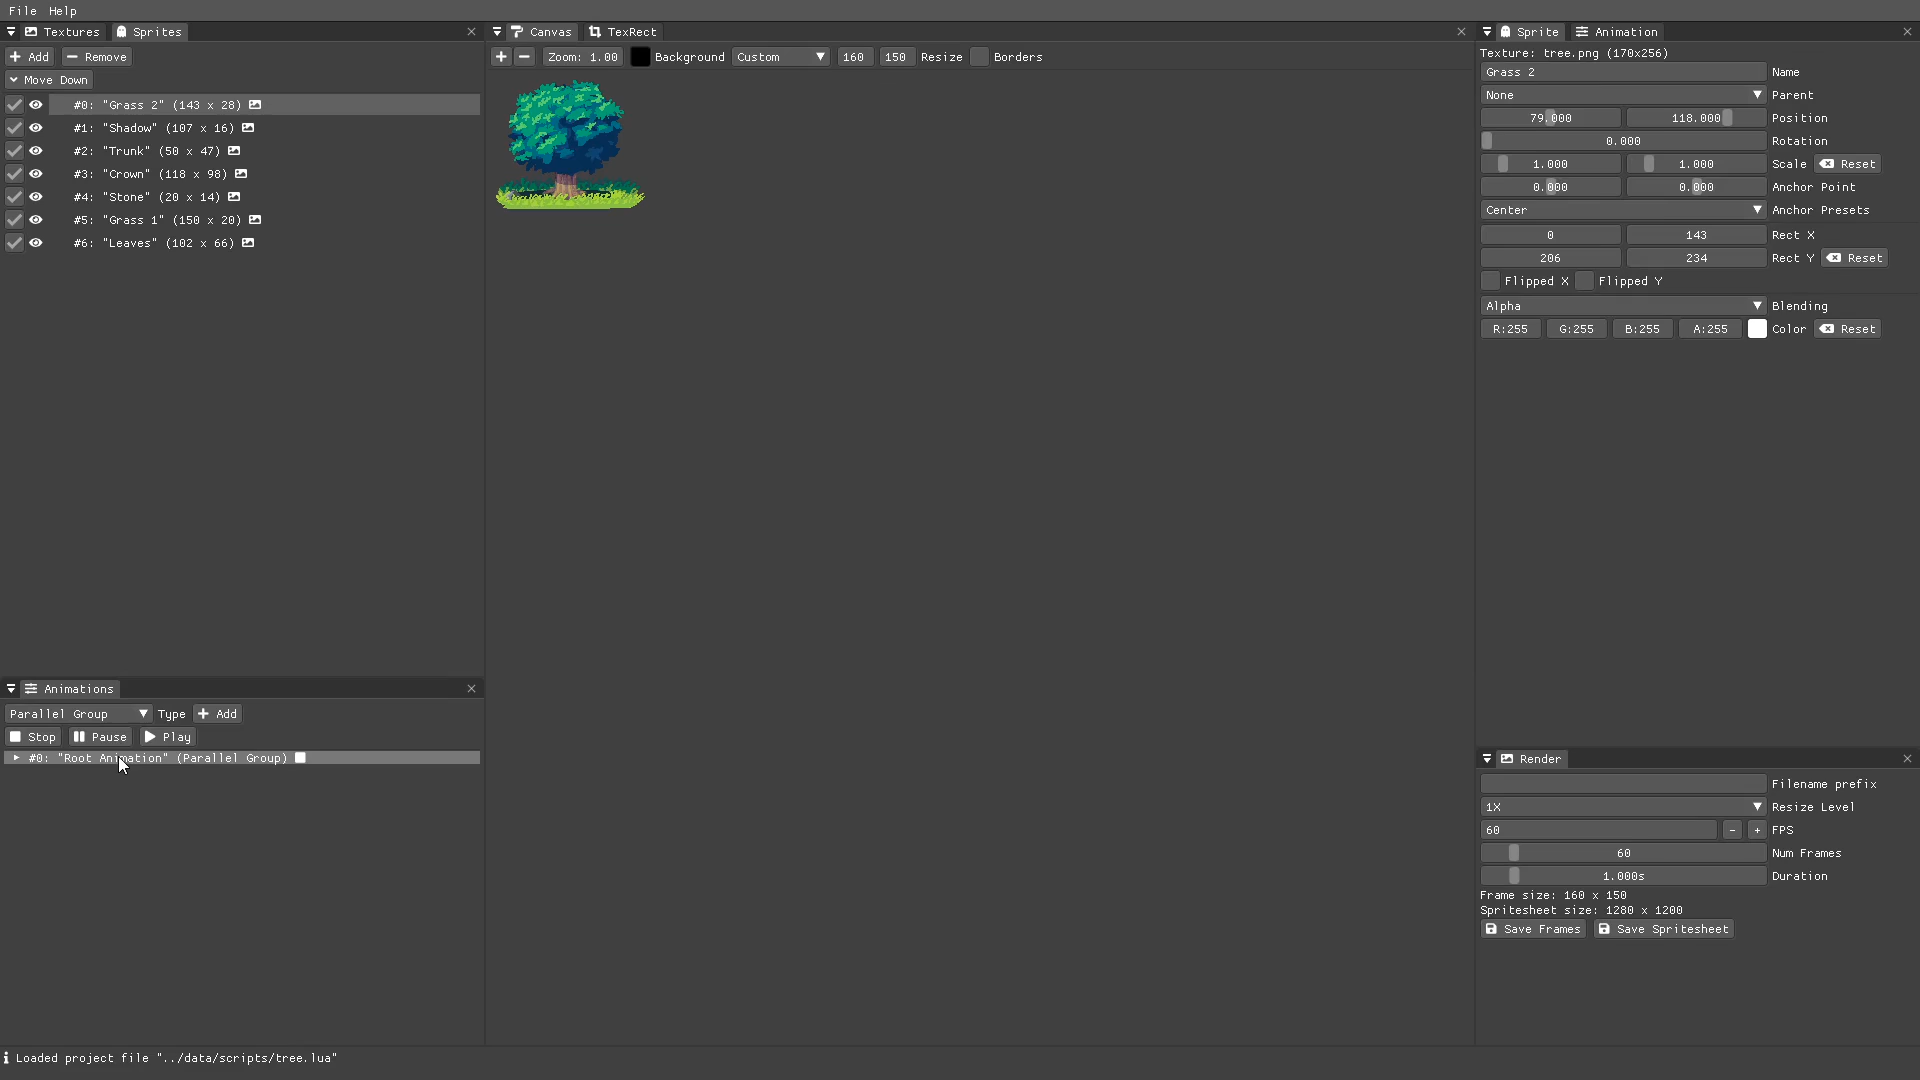 File Help
Textures Sprites
+ Add - Remove
Move Down
#0: "Grass 2" (143 x 28)
#1: "Shadow" (107 x 16)
#2: "Trunk" (50 x 47)
#3: "Crown" (118 x 98)
#4: "Stone" (20 x 14)
#5: "Grass 1" (150 x 20)
#6: "Leaves" (102 x 66)
Animations
Parallel Group Type + Add
Stop Pause Play
#0: "Root Animation" (Parallel Group)
Canvas TexRect
+ - Zoom: 1.00 Background Custom 160 150 Resize Borders
Sprite Animation
Texture: tree.png (170x256)
Grass 2 Name
None Parent
79.000 118.000 Position
0.000 Rotation
1.000 1.000 Scale Reset
0.000 0.000 Anchor Point
Center Anchor Presets
0 143 Rect X
206 234 Rect Y Reset
Flipped X Flipped Y
Alpha Blending
R:255 G:255 B:255 A:255 Color Reset
Render
Filename prefix
1X Resize Level
60 - + FPS
60 Num Frames
1.000s Duration
Frame size: 160 x 150
Spritesheet size: 1280 x 1200
Save Frames Save Spritesheet
Loaded project file "../data/scripts/tree.lua"